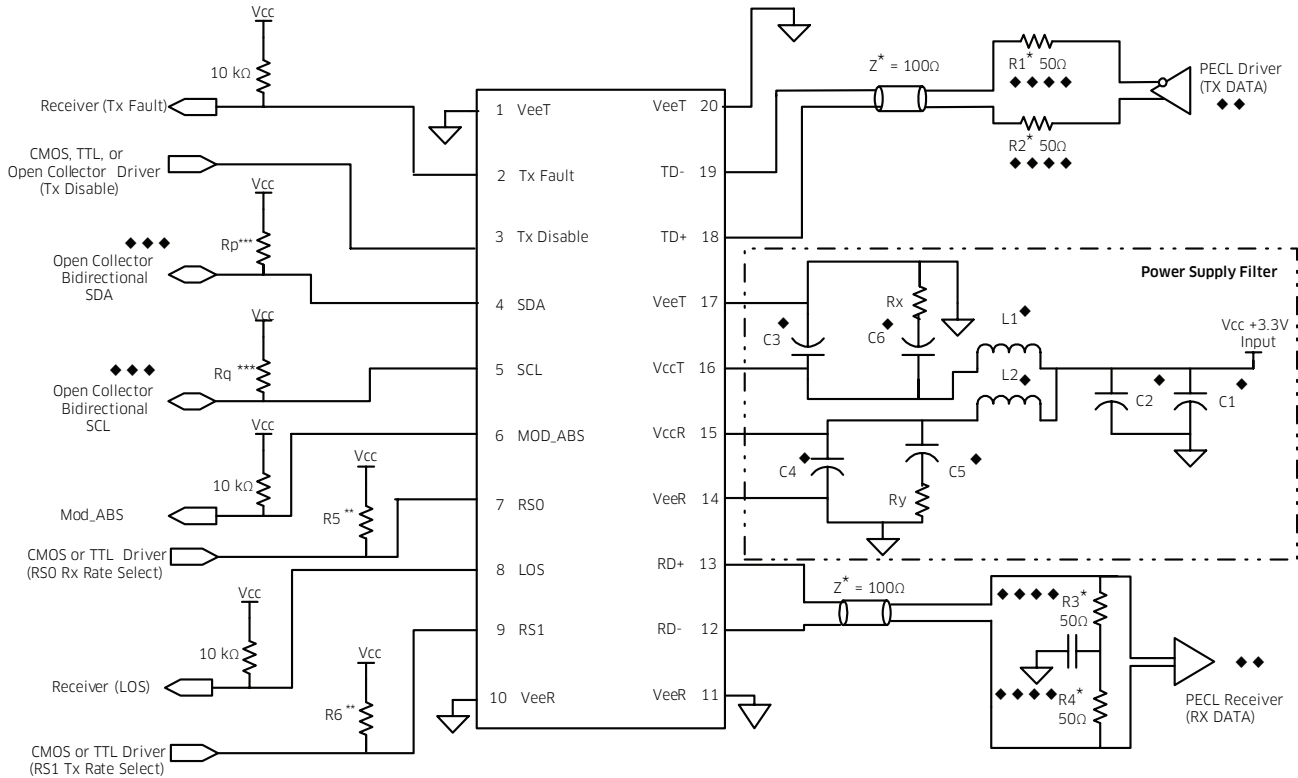 Vcc
10 kΩ
Receiver (Tx Fault)
CMOS, TTL, or
Open Collector Driver
(Tx Disable)
Vcc
Rp***
◆ ◆ ◆
Open Collector
Bidirectional
SDA
Vcc
Rq ***
◆ ◆ ◆
Open Collector
Bidirectional
SCL
Vcc
10 kΩ
Mod_ABS
Vcc
R5 **
CMOS or TTL Driver
(RS0 Rx Rate Select)
Vcc
10 kΩ
Receiver (LOS)
Vcc
R6 **
CMOS or TTL Driver
(RS1 Tx Rate Select)
1 VeeT
2 Tx Fault
3 Tx Disable
4 SDA
5 SCL
6 MOD_ABS
7 RS0
8 LOS
9 RS1
10 VeeR
VeeT 20
TD- 19
TD+ 18
VeeT 17
VccT 16
VccR 15
VeeR 14
RD+ 13
RD- 12
VeeR 11
Z* = 100Ω
R1* 50Ω
◆ ◆ ◆ ◆
R2* 50Ω
◆ ◆ ◆ ◆
PECL Driver
(TX DATA)
◆ ◆
Power Supply Filter
Rx
C3 ◆
C6 ◆
L1 ◆
L2 ◆
Vcc +3.3V
Input
C2 ◆
C1 ◆
C4 ◆
C5 ◆
Ry
Z* = 100Ω
◆ ◆ ◆ ◆
R3*
50Ω
◆ ◆ ◆ ◆
R4*
50Ω
◆ ◆
PECL Receiver
(RX DATA)